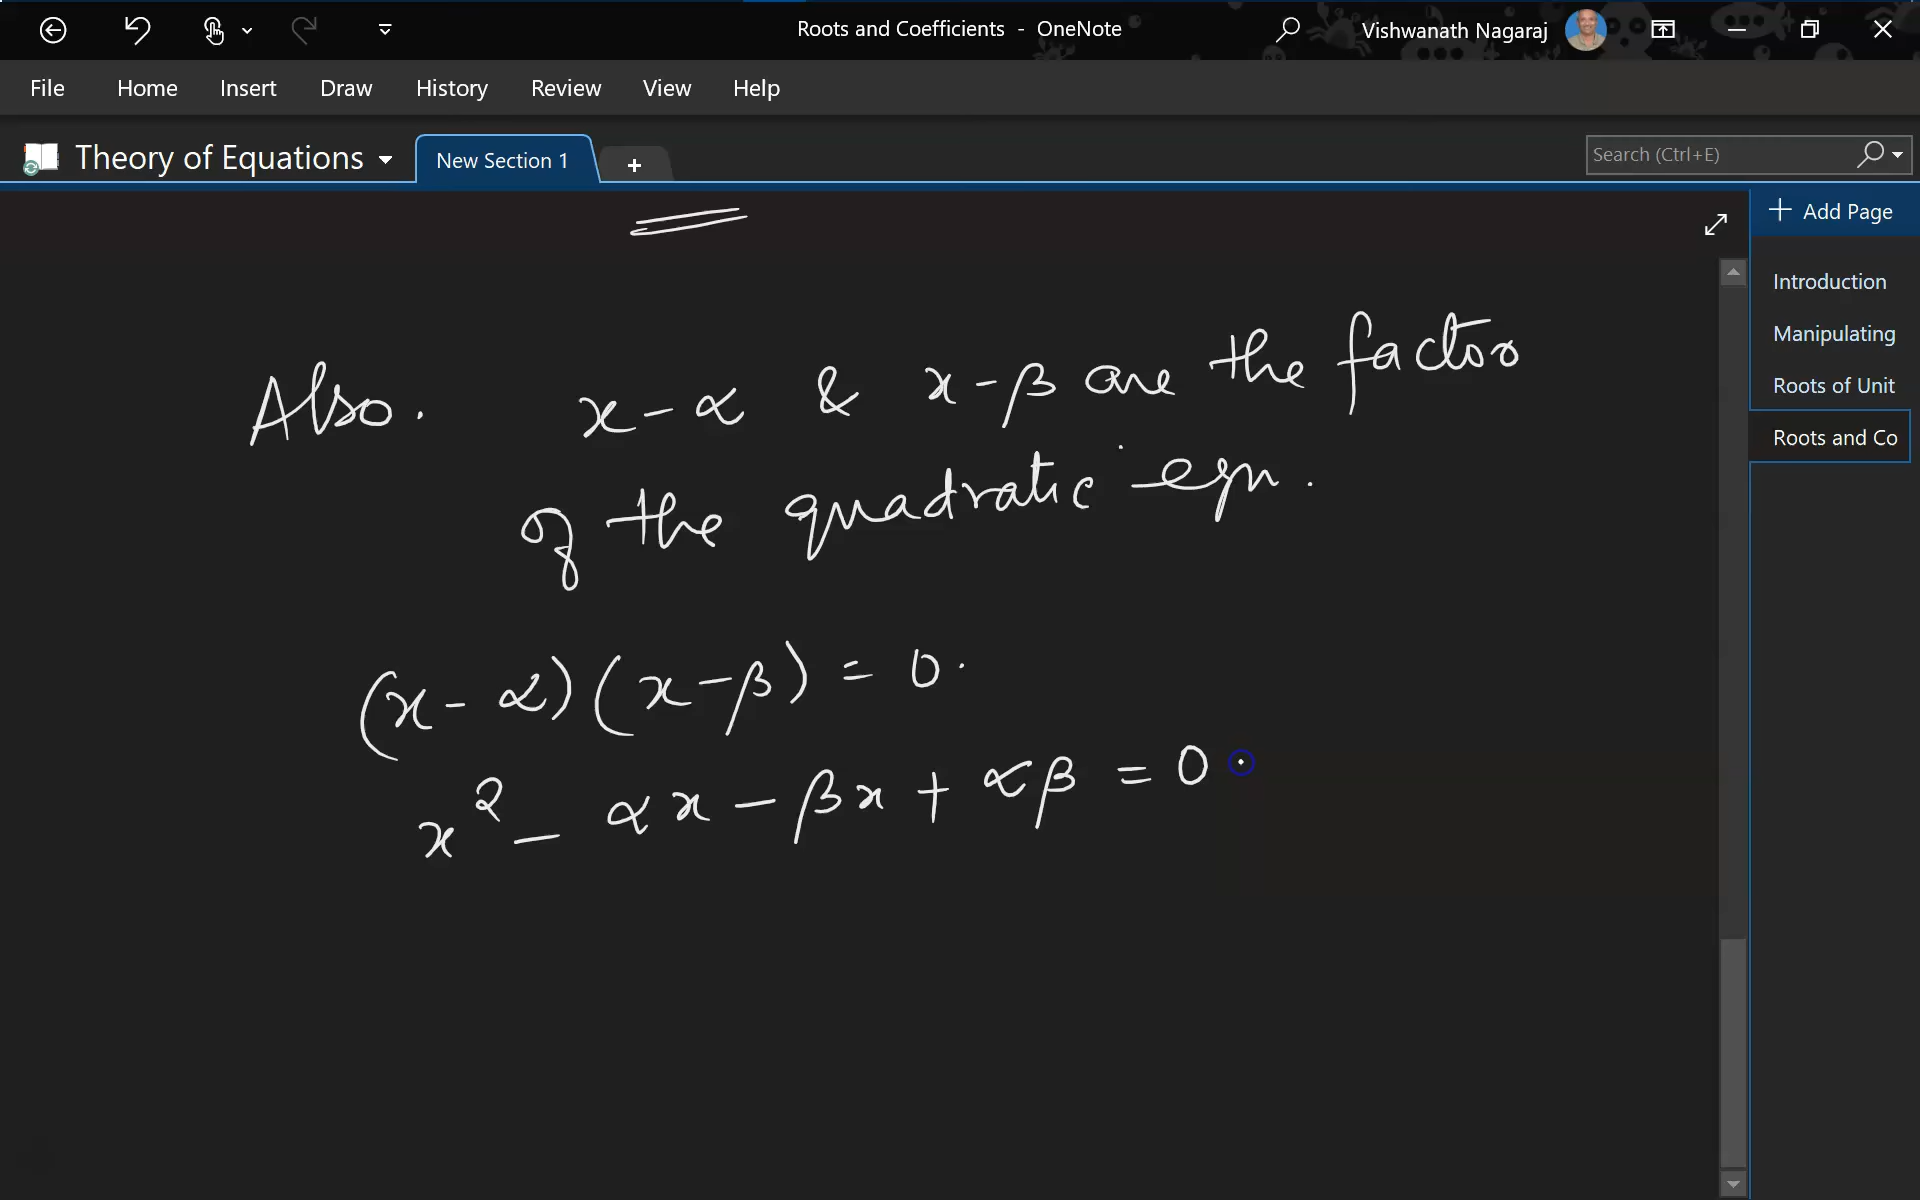 Roots and Coefficients - OneNote
Vishwanath Nagaraj
File Home Insert Draw History Review View Help
Theory of Equations
New Section 1
+
Search (Ctrl+E)
Add Page
Introduction
Manipulating
Roots of Unit
Roots and Co
Also. x - α & x - β are the factor
of the quadratic eqn.
(x - α)(x - β) = 0.
x² - αx - βx + αβ = 0